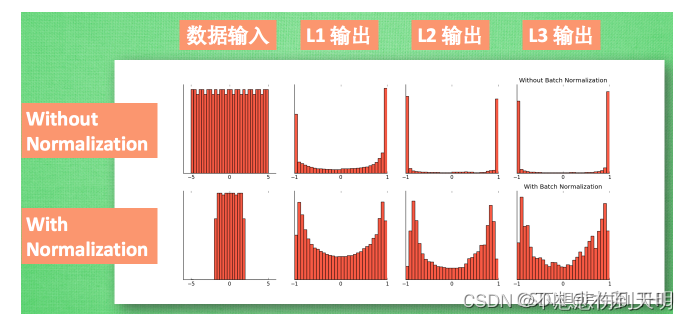 数据输入
L1 输出
L2 输出
L3 输出
Without
Normalization
Without Batch Normalization
-5
0
5
-1
0
1
-1
0
1
-1
0
1
With
Normalization
With Batch Normalization
-5
0
5
-1
0
1
-1
0
1
-1
0
1